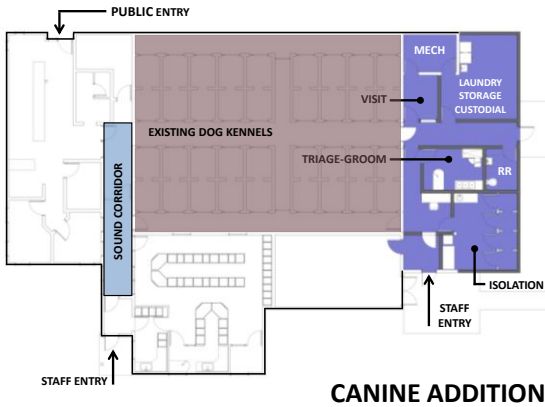 PUBLIC ENTRY
MECH
LAUNDRY
STORAGE
CUSTODIAL
VISIT
EXISTING DOG KENNELS
TRIAGE-GROOM
RR
SOUND CORRIDOR
ISOLATION
STAFF
ENTRY
STAFF ENTRY
CANINE ADDITION